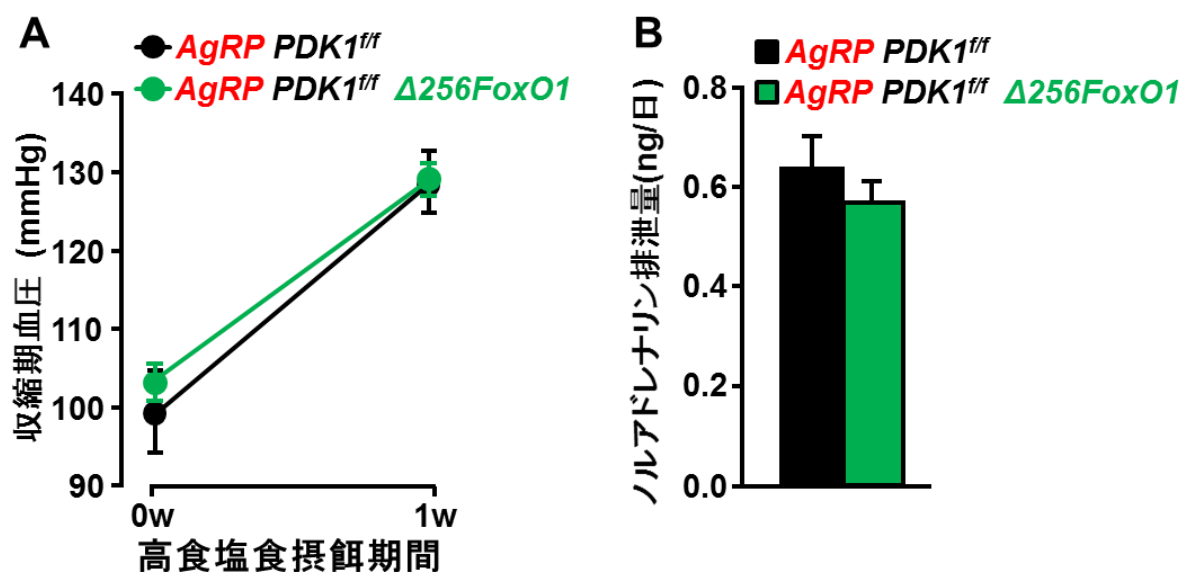 A
AgRP PDK1f/f
AgRP PDK1f/f Δ256FoxO1
収縮期血圧 (mmHg)
140
130
120
110
100
90
0w 1w
高食塩食摂餌期間
B
AgRP PDK1f/f
AgRP PDK1f/f Δ256FoxO1
ノルアドレナリン排泄量(ng/日)
0.8
0.6
0.4
0.2
0.0